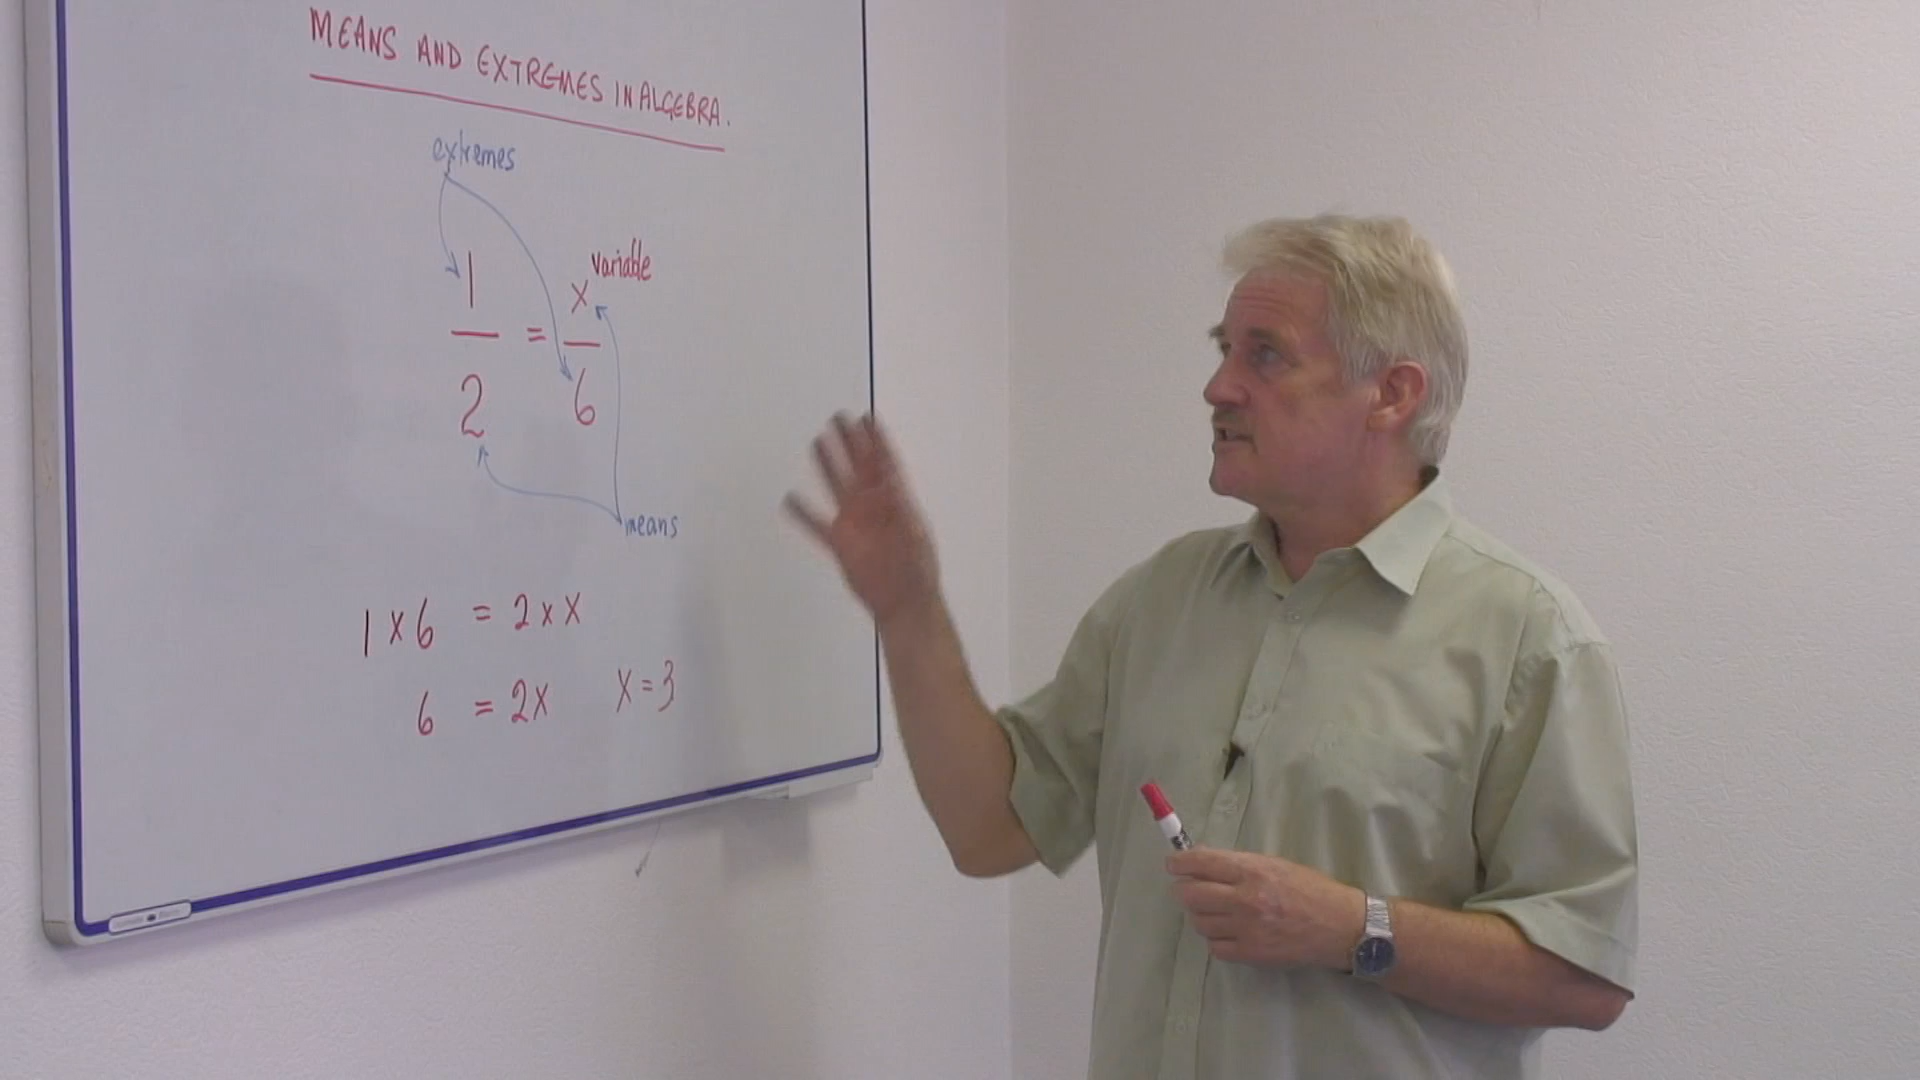 MEANS AND EXTREMES IN ALGEBRA.
extremes
1 = x variable
2 6
means
1 x 6 = 2 x x
6 = 2x x = 3